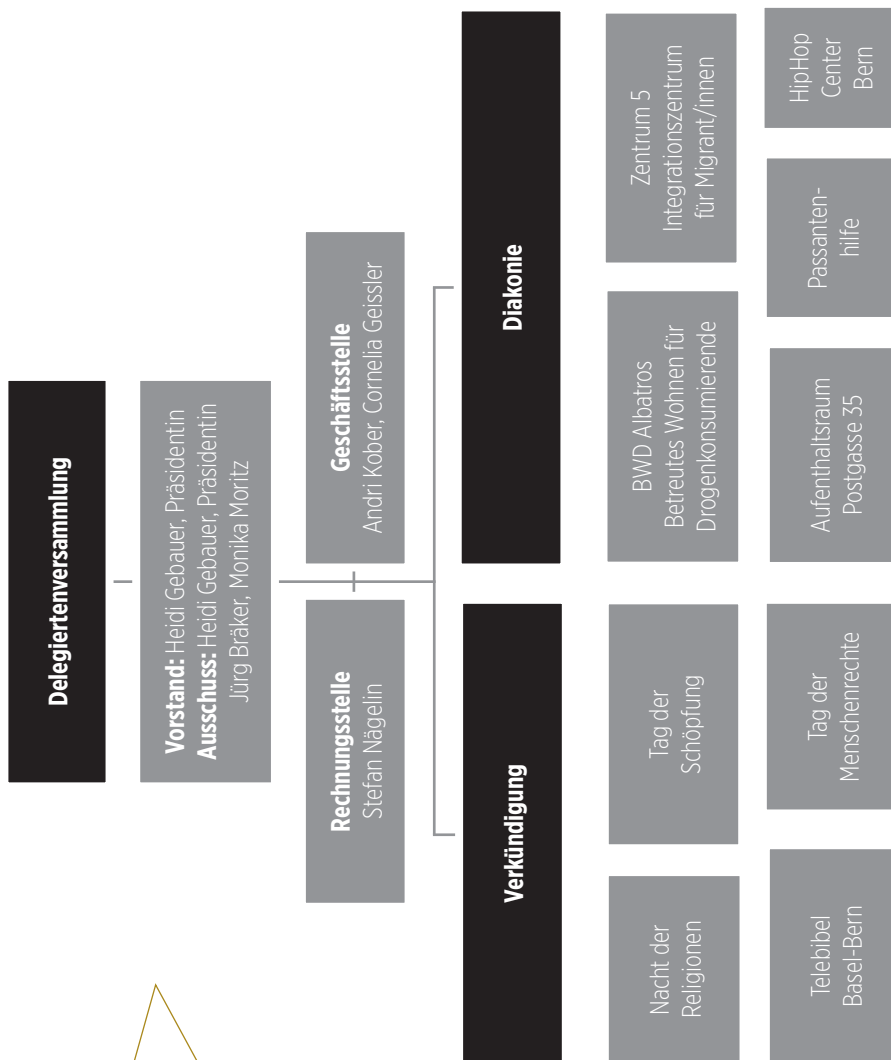 Delegiertenversammlung
Vorstand: Heidi Gebauer, Präsidentin
Ausschuss: Heidi Gebauer, Präsidentin
Jürg Bräker, Monika Moritz
Rechnungsstelle
Stefan Nägelin
Geschäftsstelle
Andri Kober, Cornelia Geissler
Verkündigung
Diakonie
Nacht der
Religionen
Tag der
Schöpfung
BWD Albatros
Betreutes Wohnen für
Drogenkonsumierende
Zentrum 5
Integrationszentrum
für Migrant/innen
Telebibel
Basel-Bern
Tag der
Menschenrechte
Aufenthaltsraum
Postgasse 35
Passanten-
hilfe
HipHop
Center
Bern